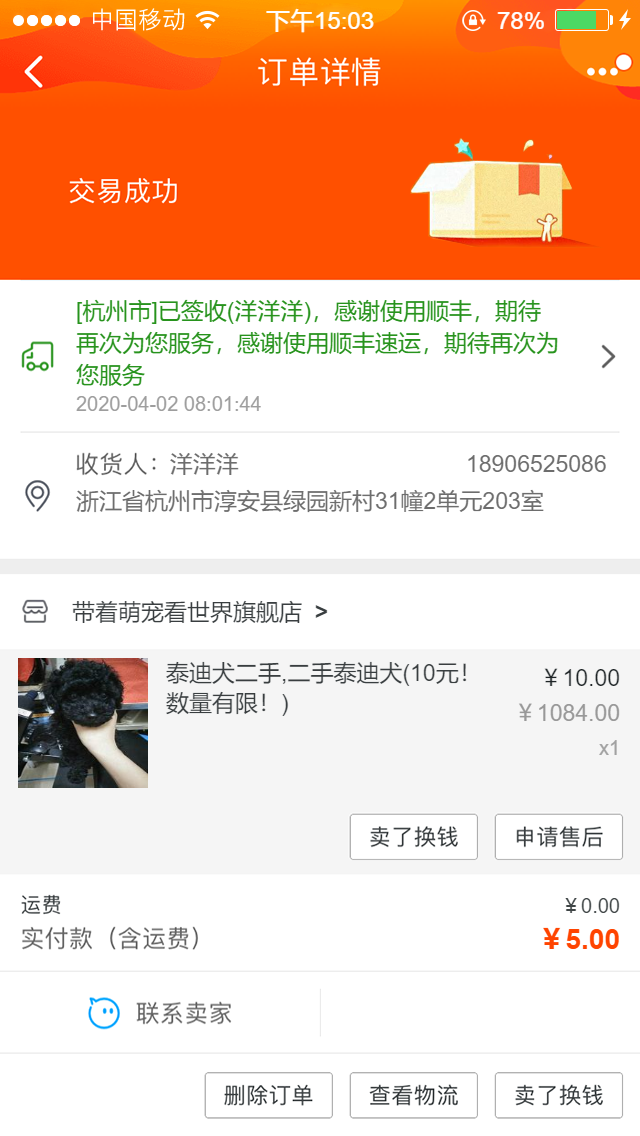 中国移动 下午15:03 78%
订单详情
交易成功
[杭州市]已签收(洋洋洋)，感谢使用顺丰，期待
再次为您服务，感谢使用顺丰速运，期待再次为
您服务
2020-04-02 08:01:44
收货人：洋洋洋 18906525086
浙江省杭州市淳安县绿园新村31幢2单元203室
带着萌宠看世界旗舰店 >
泰迪犬二手,二手泰迪犬(10元！ ￥10.00
数量有限！) ￥1084.00
x1
卖了换钱 申请售后
运费 ￥0.00
实付款（含运费） ￥5.00
联系卖家
删除订单 查看物流 卖了换钱